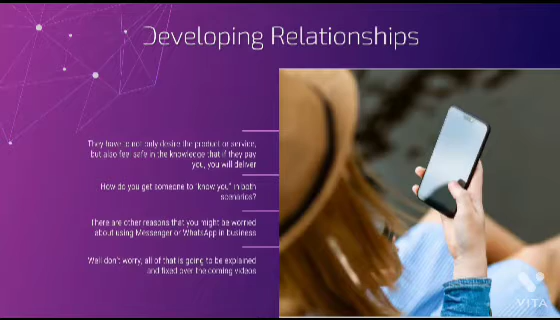 Developing Relationships
They have to not only desire the product or service,
but also feel safe in the knowledge that if they pay
you, you will deliver
How do you get someone to "know you" in both
scenarios?
There are other reasons that you might be worried
about using Messenger or WhatsApp in business
Well don't worry, all of that is going to be explained
and fixed over the coming videos
VITA